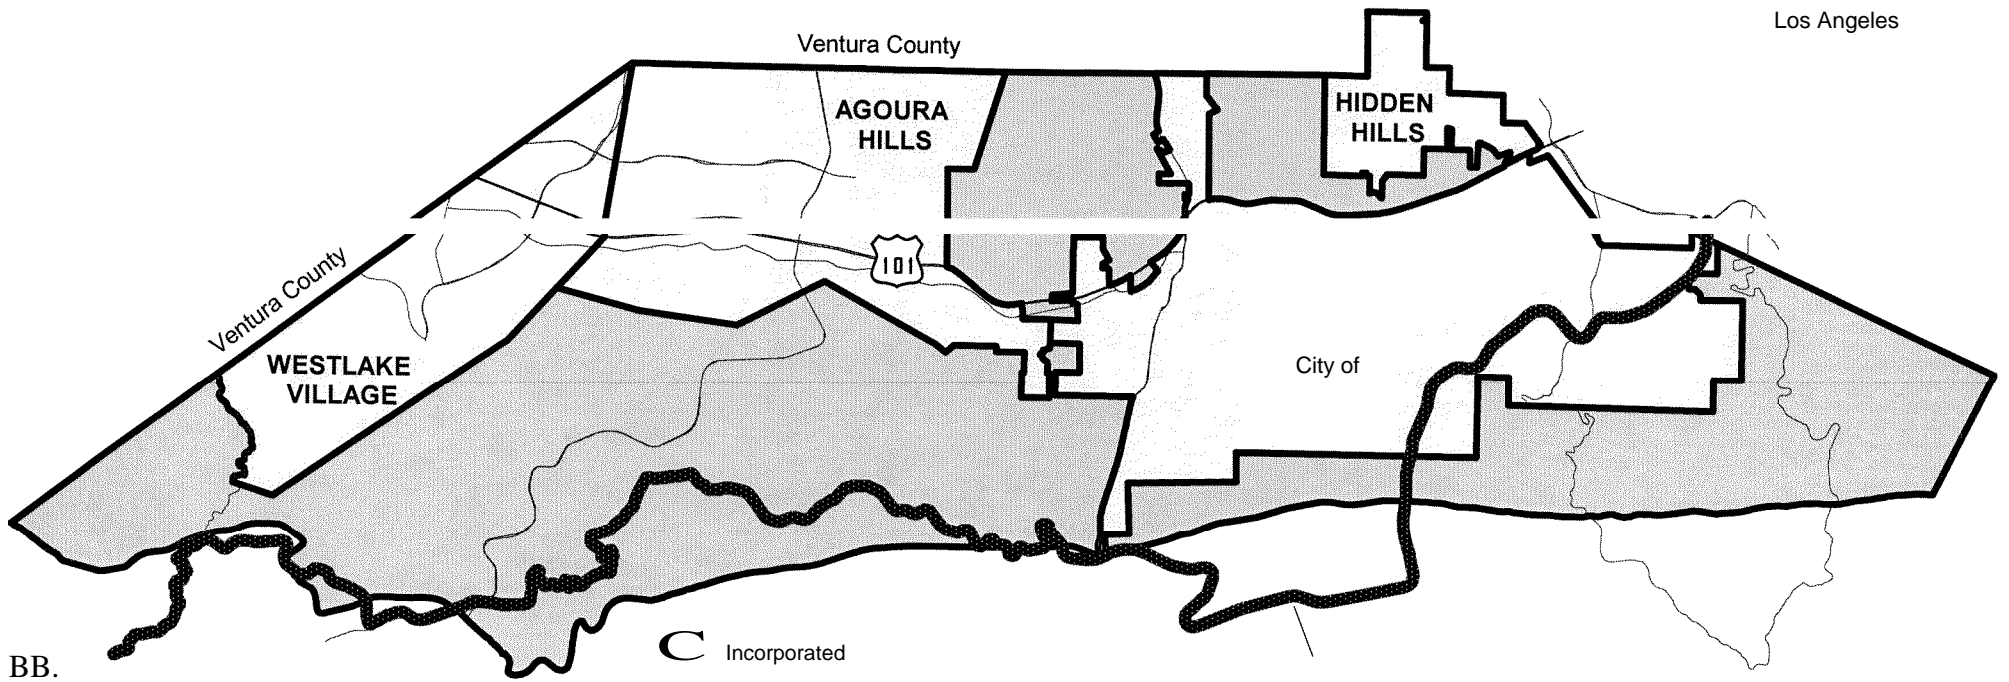 Los Angeles
Ventura County
AGOURA
HILLS
HIDDEN
HILLS
101
Ventura County
WESTLAKE
VILLAGE
City of
C Incorporated
BB.